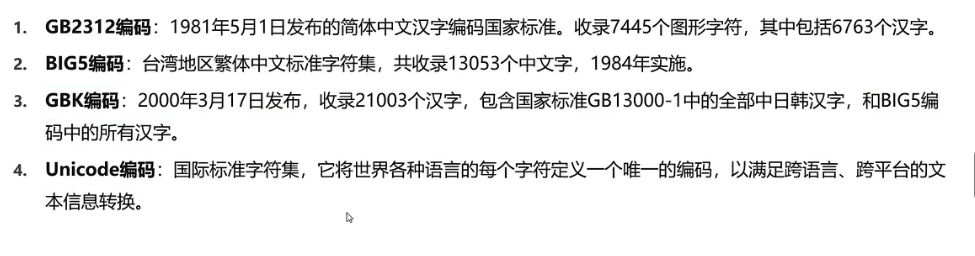 1. GB2312编码：1981年5月1日发布的简体中文汉字编码国家标准。收录7445个图形字符，其中包括6763个汉字。
2. BIG5编码：台湾地区繁体中文标准字符集，共收录13053个中文字，1984年实施。
3. GBK编码：2000年3月17日发布，收录21003个汉字，包含国家标准GB13000-1中的全部中日韩汉字，和BIG5编
码中的所有汉字。
4. Unicode编码：国际标准字符集，它将世界各种语言的每个字符定义一个唯一的编码，以满足跨语言、跨平台的文
本信息转换。